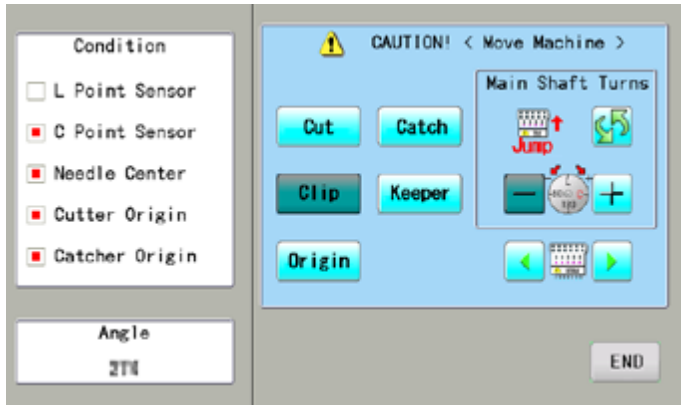 Condition
L Point Sensor
C Point Sensor
Needle Center
Cutter Origin
Catcher Origin
Angle
CAUTION! < Move Machine >
Main Shaft Turns
Cut
Catch
Jump
Clip
Keeper
Origin
END